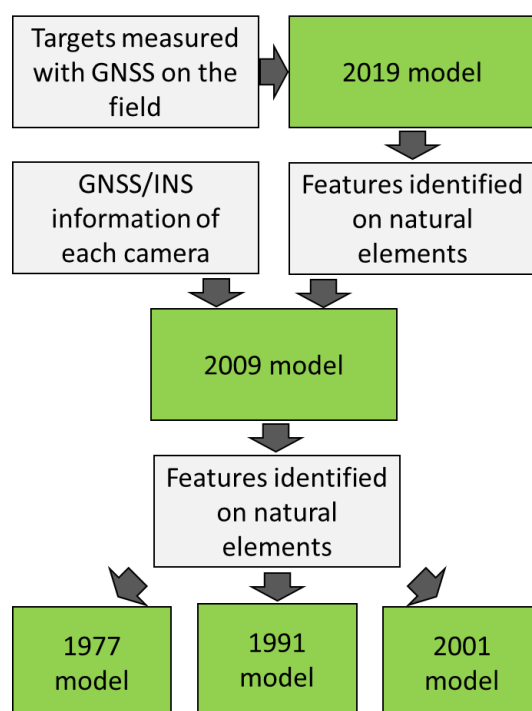 Targets measured
with GNSS on the
field
2019 model
GNSS/INS
information of
each camera
Features identified
on natural
elements
2009 model
Features identified
on natural
elements
1977
model
1991
model
2001
model